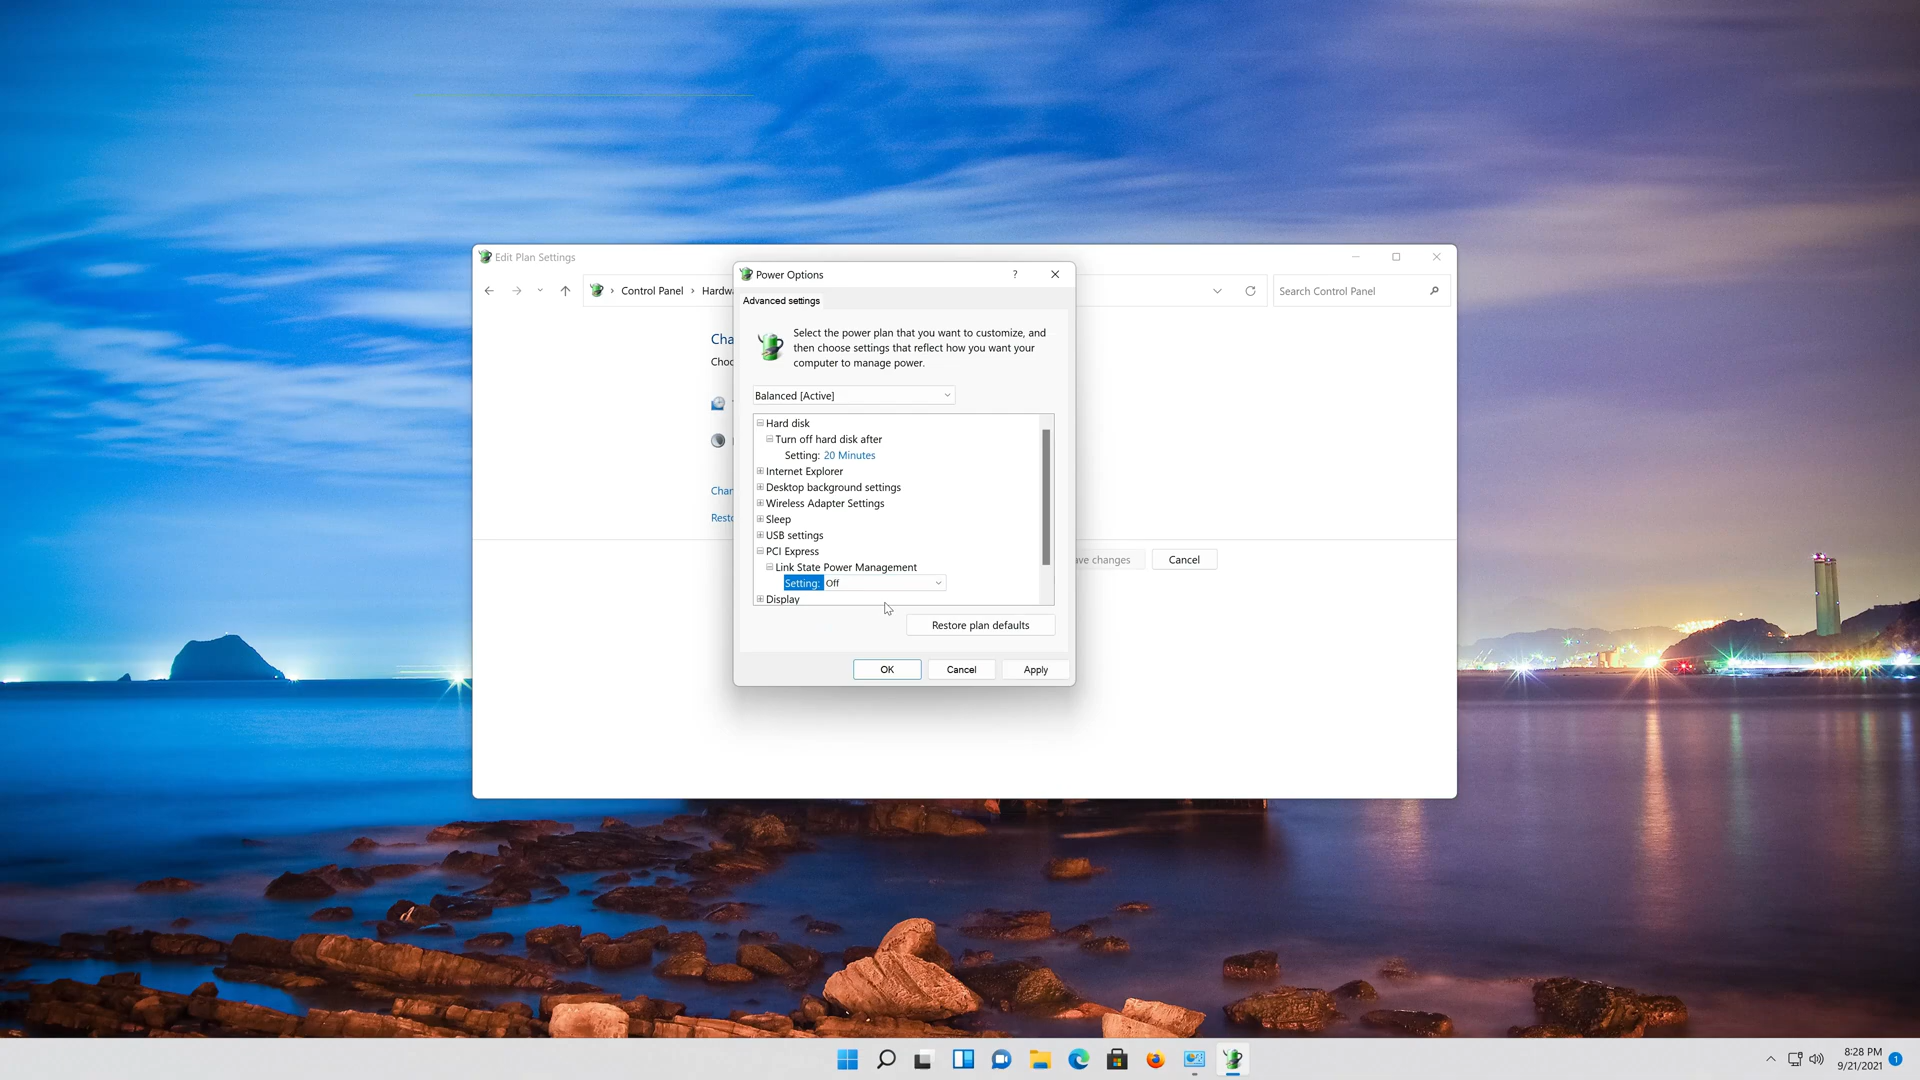 Edit Plan Settings
Control Panel
Hardw
Search Control Panel
Cha
Choo
Chan
Resto
ve changes
Cancel
Power Options
?
Advanced settings
Select the power plan that you want to customize, and
then choose settings that reflect how you want your
computer to manage power.
Balanced [Active]
Hard disk
Turn off hard disk after
Setting: 20 Minutes
Internet Explorer
Desktop background settings
Wireless Adapter Settings
Sleep
USB settings
PCI Express
Link State Power Management
Setting: Off
Display
Restore plan defaults
OK
Cancel
Apply
8:28 PM
9/21/2021
1